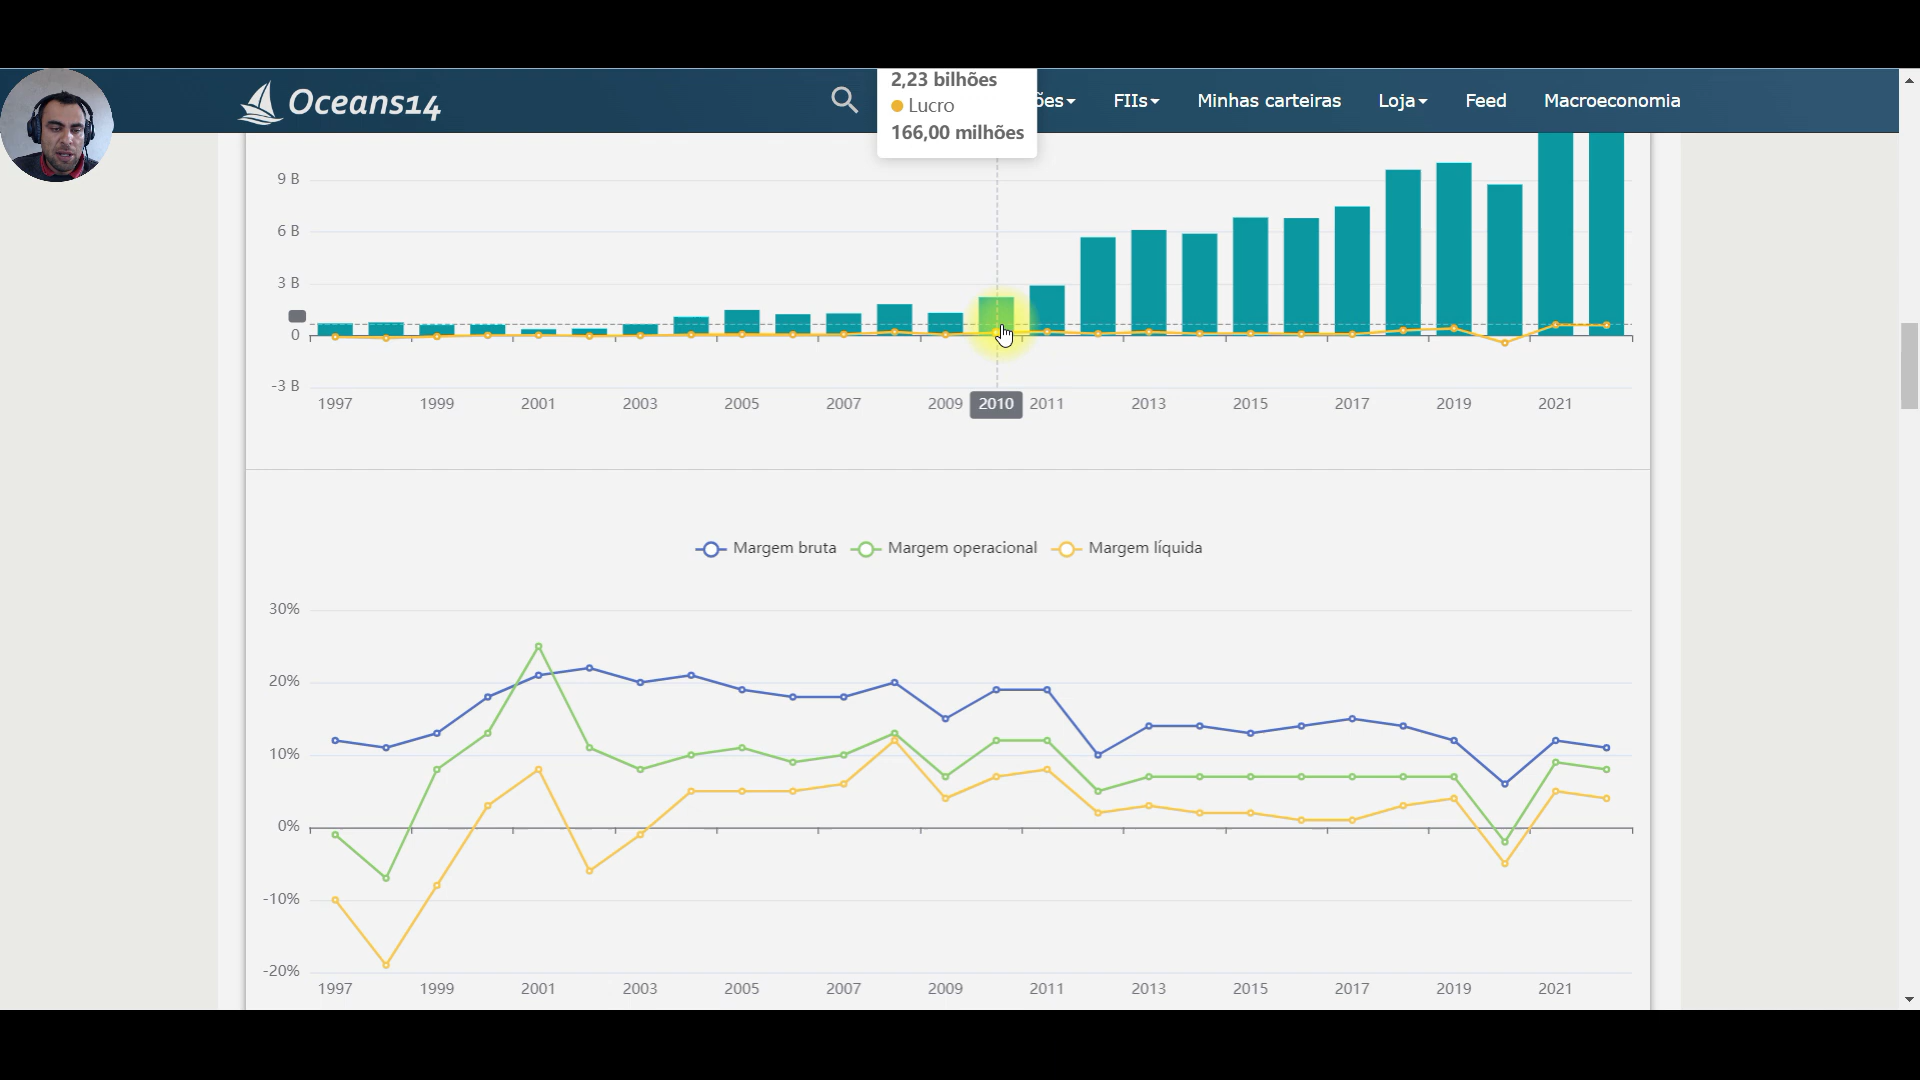 Oceans14
2,23 bilhões
Lucro
166,00 milhões
ões
FIIs
Minhas carteiras
Loja
Feed
Macroeconomia
9 B
6 B
3 B
0
-3 B
1997 1999 2001 2003 2005 2007 2009 2010 2011 2013 2015 2017 2019 2021
Margem bruta Margem operacional Margem líquida
30%
20%
10%
0%
-10%
-20%
1997 1999 2001 2003 2005 2007 2009 2011 2013 2015 2017 2019 2021